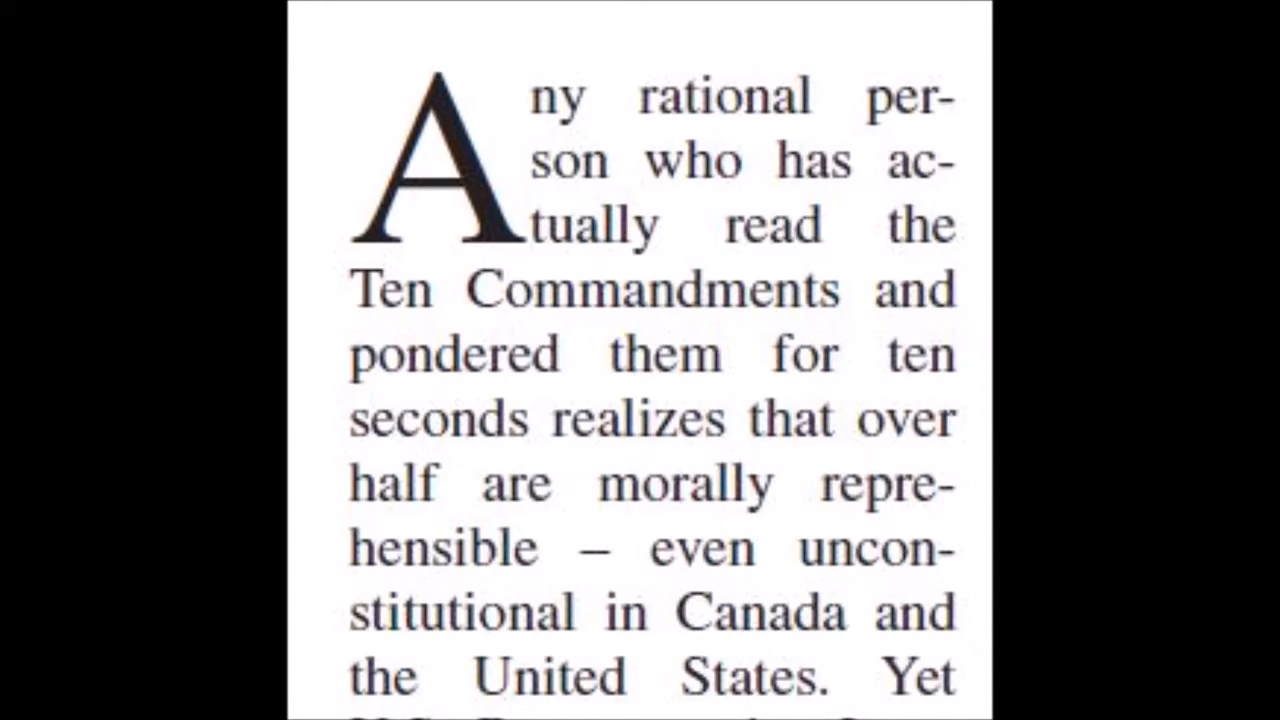 Any rational per-
son who has ac-
tually read the
Ten Commandments and
pondered them for ten
seconds realizes that over
half are morally repre-
hensible – even uncon-
stitutional in Canada and
the United States. Yet